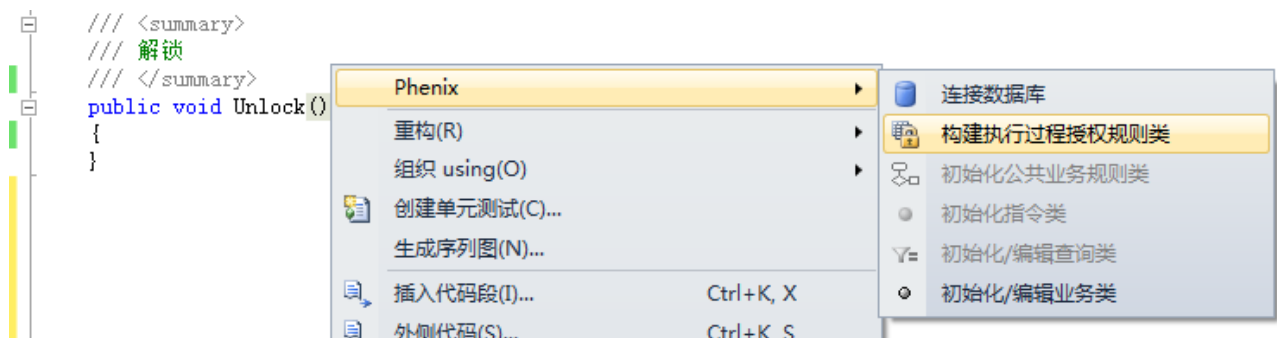 /// <summary>
/// 解锁
/// </summary>
public void Unlock()
{
}
Phenix
重构(R)
组织 using(O)
创建单元测试(C)...
生成序列图(N)...
插入代码段(I)... Ctrl+K, X
外侧代码(S)... Ctrl+K, S
连接数据库
构建执行过程授权规则类
初始化公共业务规则类
初始化指令类
初始化/编辑查询类
初始化/编辑业务类